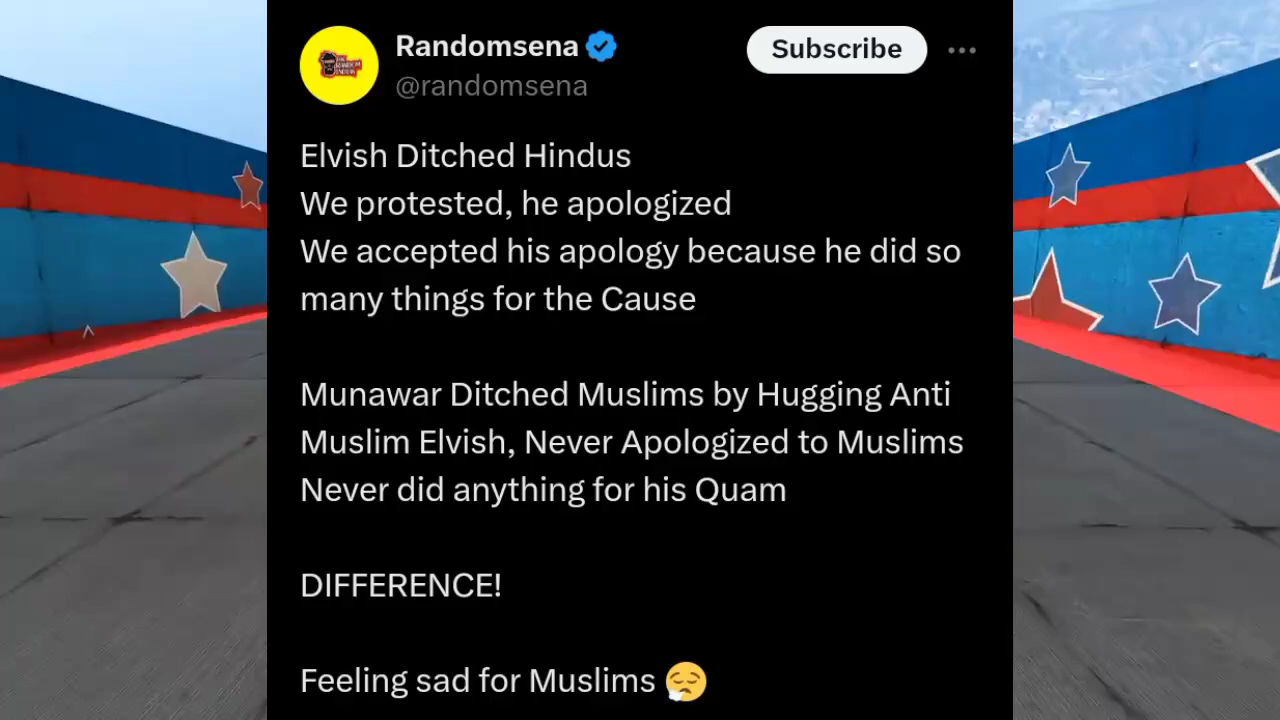 Randomsena
Subscribe
@randomsena
Elvish Ditched Hindus
We protested, he apologized
We accepted his apology because he did so
many things for the Cause
Munawar Ditched Muslims by Hugging Anti
Muslim Elvish, Never Apologized to Muslims
Never did anything for his Quam
DIFFERENCE!
Feeling sad for Muslims 😮‍💨